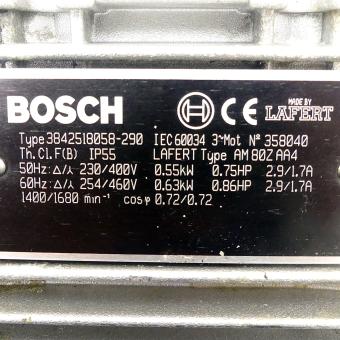 BOSCH CE MADE BY LAFERT
Type 3842518058-290 IEC 60034 3~Mot Nº 358040
Th.Cl.F(B) IP55 LAFERT Type AM 80Z AA4
50Hz: Δ/⅄ 230/400V 0.55kW 0.75HP 2.9/1.7A
60Hz: Δ/⅄ 254/460V 0.63kW 0.86HP 2.9/1.7A
1400/1680 min⁻¹ cosφ 0.72/0.72